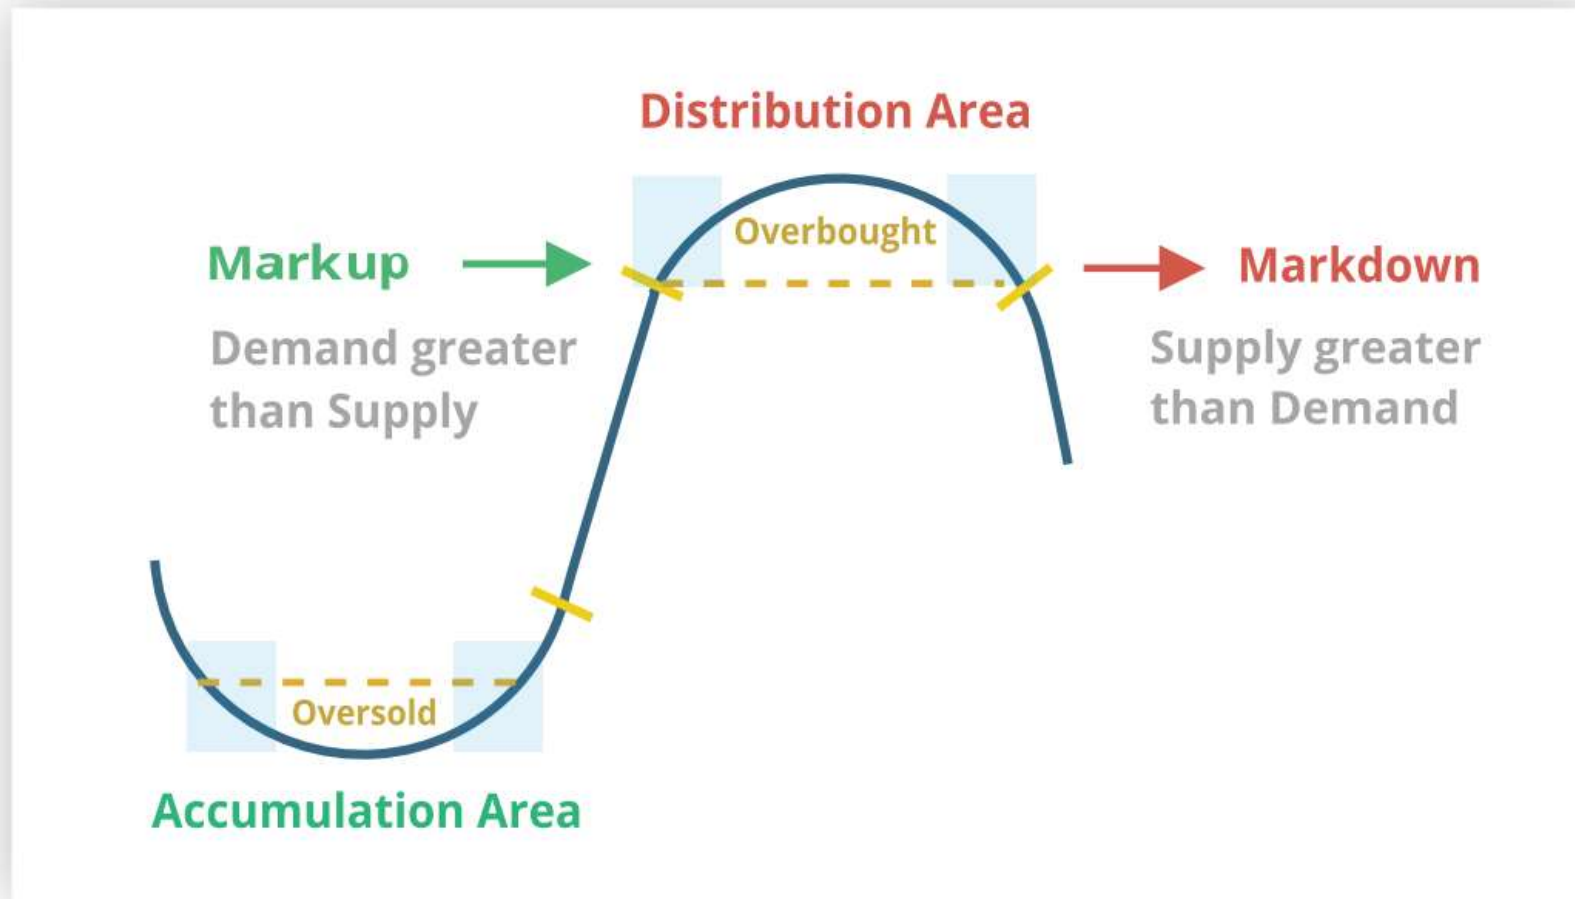 Distribution Area
Overbought
Markup
Markdown
Demand greater
than Supply
Supply greater
than Demand
Oversold
Accumulation Area